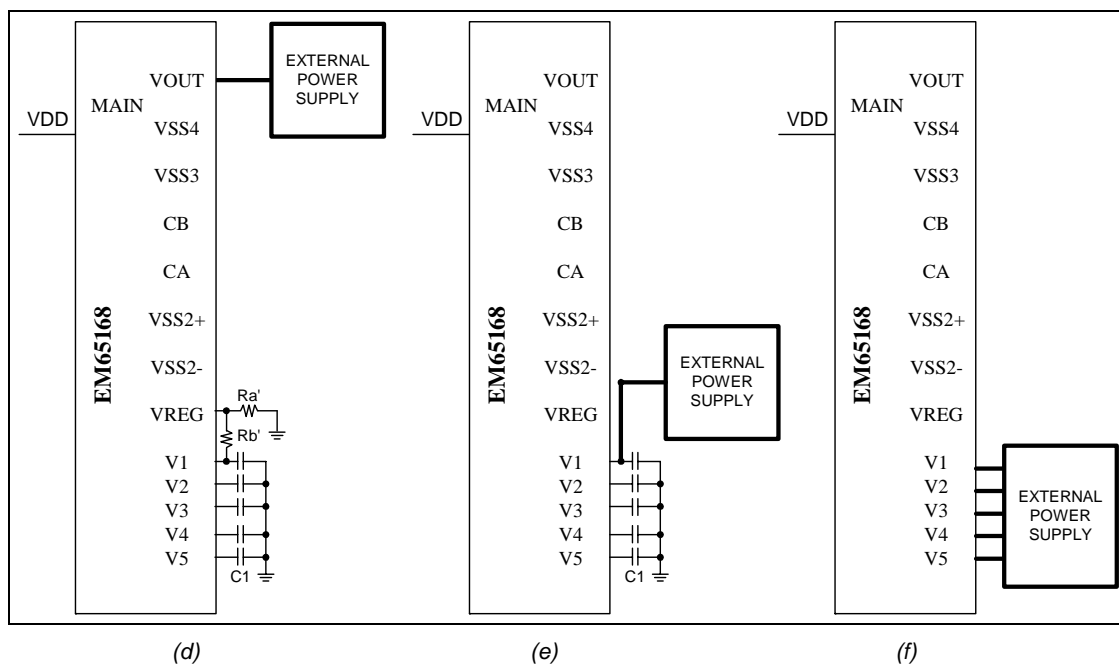 VOUT
MAIN
VDD
VSS4
VSS3
CB
CA
VSS2+
VSS2-
VREG
V1
V2
V3
V4
V5
EM65168
EXTERNAL
POWER
SUPPLY
Ra'
Rb'
C1
(d)
VOUT
MAIN
VDD
VSS4
VSS3
CB
CA
VSS2+
VSS2-
VREG
V1
V2
V3
V4
V5
EM65168
EXTERNAL
POWER
SUPPLY
C1
(e)
VOUT
MAIN
VDD
VSS4
VSS3
CB
CA
VSS2+
VSS2-
VREG
V1
V2
V3
V4
V5
EM65168
EXTERNAL
POWER
SUPPLY
(f)